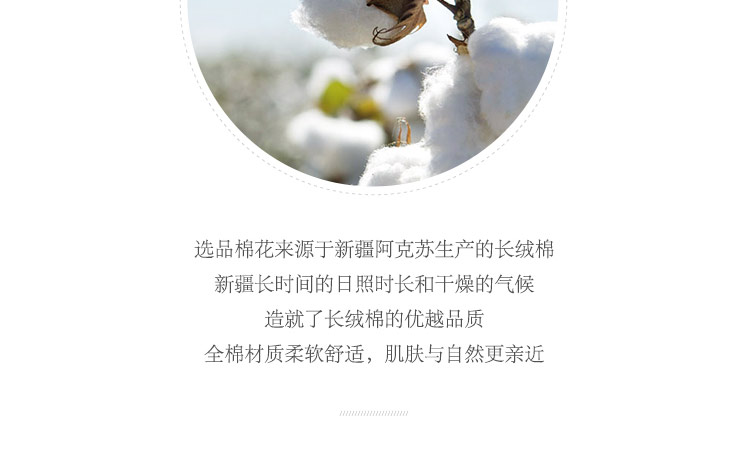 选品棉花来源于新疆阿克苏生产的长绒棉
新疆长时间的日照时长和干燥的气候
造就了长绒棉的优越品质
全棉材质柔软舒适，肌肤与自然更亲近